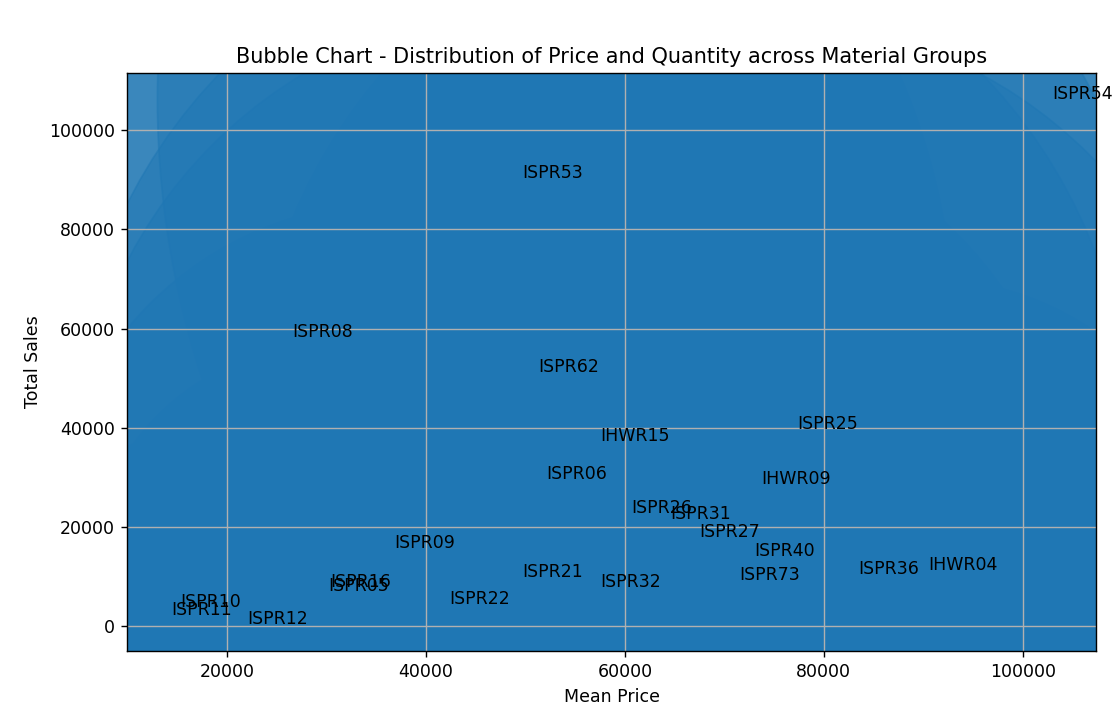 Bubble Chart - Distribution of Price and Quantity across Material Groups
Total Sales
100000
80000
60000
40000
20000
0
ISPR54
ISPR53
ISPR08
ISPR62
ISPR25
IHWR15
ISPR06
IHWR09
ISPR26
ISPR31
ISPR27
ISPR09
ISPR40
IHWR04
ISPR36
ISPR21
ISPR73
ISPR16
ISPR32
ISPR05
ISPR22
ISPR10
ISPR11
ISPR12
20000 40000 60000 80000 100000
Mean Price